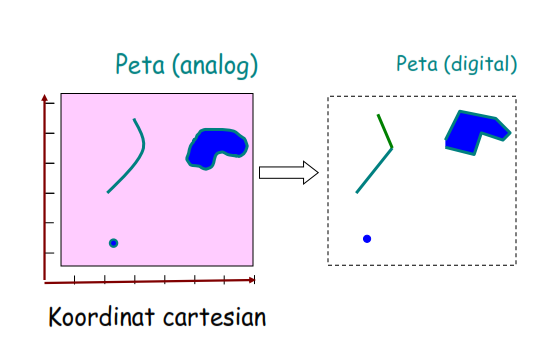 Peta (analog)
Peta (digital)
Koordinat cartesian